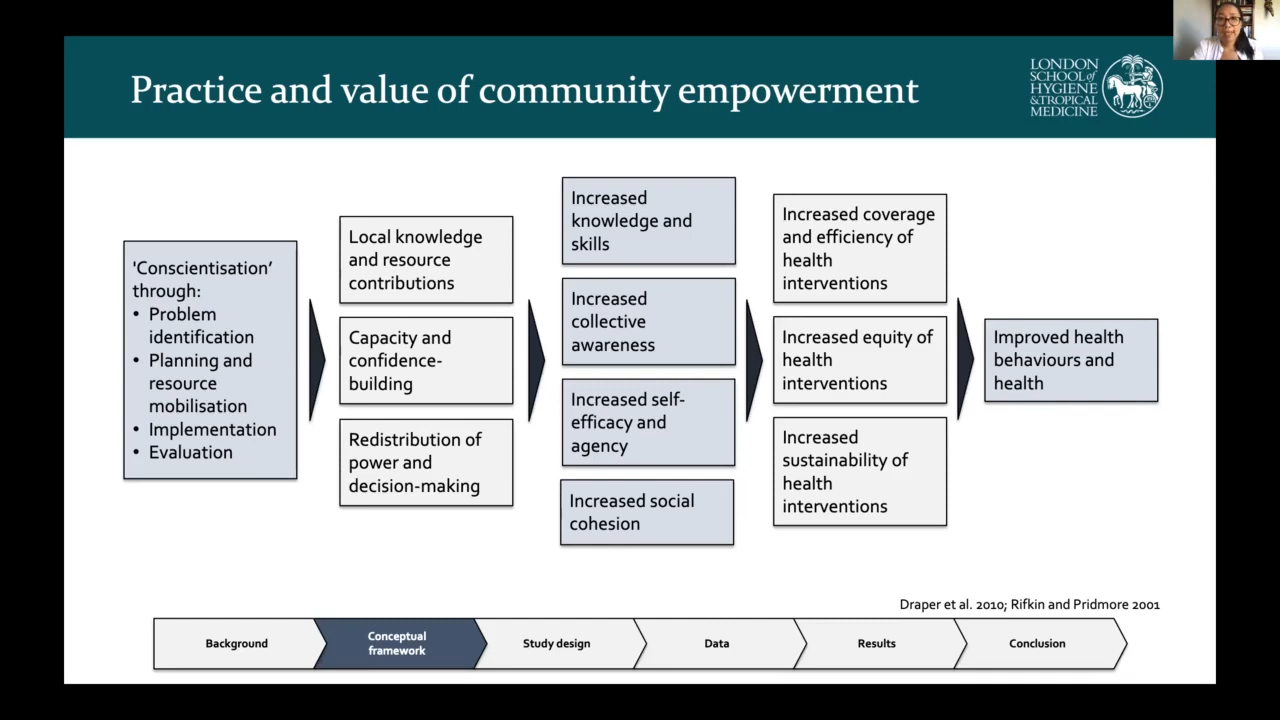 Practice and value of community empowerment
LONDON
SCHOOL of
HYGIENE
& TROPICAL
MEDICINE
'Conscientisation’
through:
• Problem
identification
• Planning and
resource
mobilisation
• Implementation
• Evaluation
Local knowledge
and resource
contributions
Capacity and
confidence-
building
Redistribution of
power and
decision-making
Increased
knowledge and
skills
Increased
collective
awareness
Increased self-
efficacy and
agency
Increased social
cohesion
Increased coverage
and efficiency of
health
interventions
Increased equity of
health
interventions
Increased
sustainability of
health
interventions
Improved health
behaviours and
health
Draper et al. 2010; Rifkin and Pridmore 2001
Background
Conceptual
framework
Study design
Data
Results
Conclusion